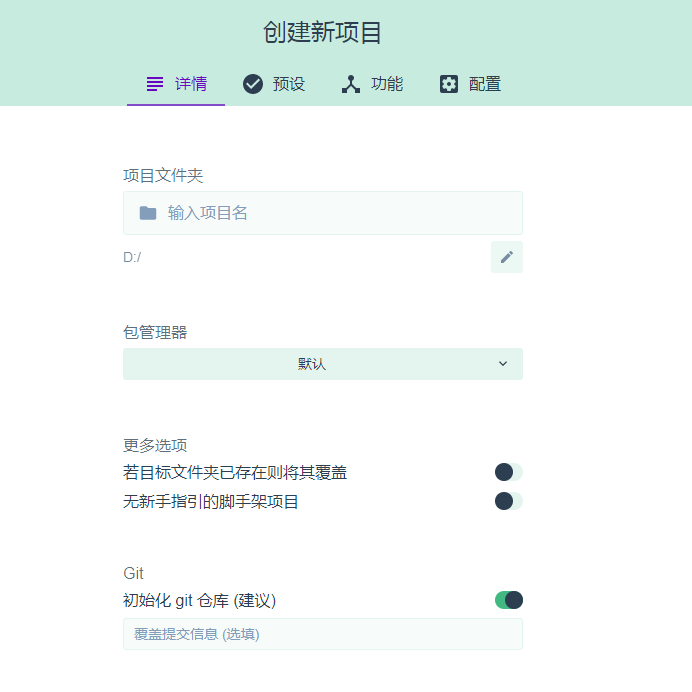 创建新项目
详情 预设 功能 配置
项目文件夹
输入项目名
D:/
包管理器
默认
更多选项
若目标文件夹已存在则将其覆盖
无新手指引的脚手架项目
Git
初始化 git 仓库 (建议)
覆盖提交信息 (选填)